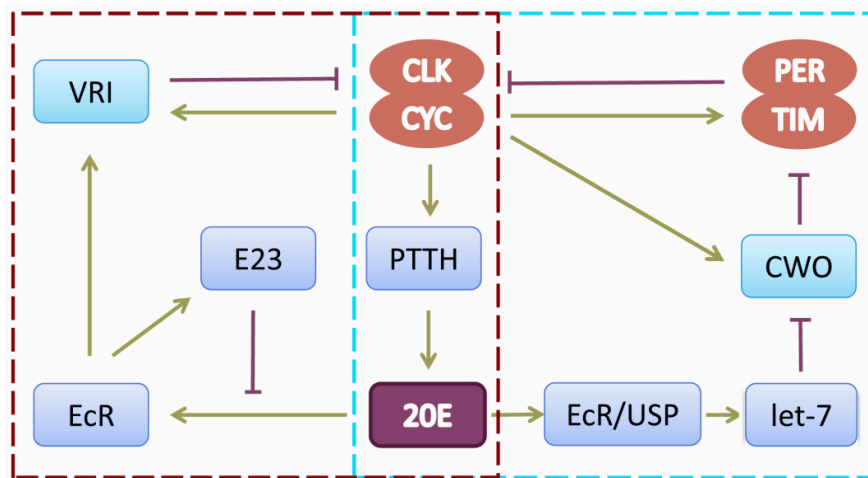 VRI
CLK
CYC
PER
TIM
E23
PTTH
CWO
EcR
20E
EcR/USP
let-7